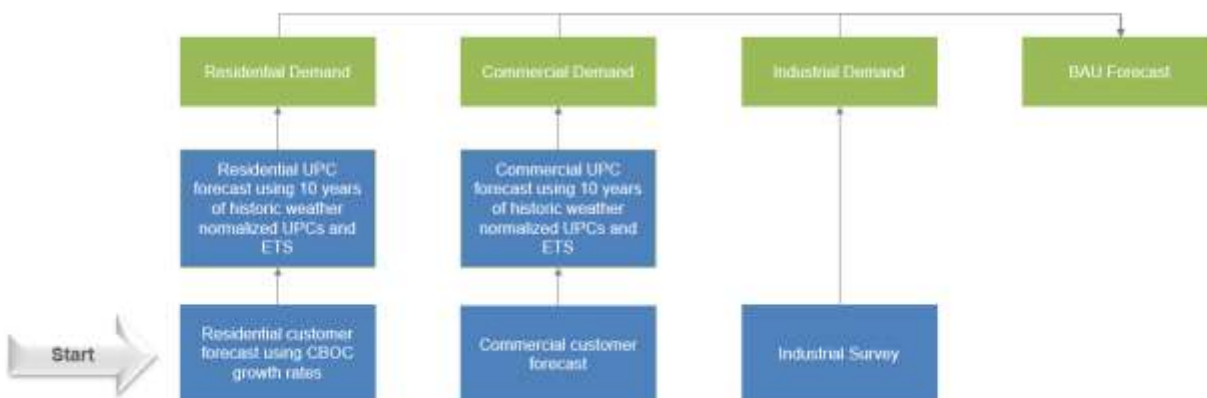 Residential Demand
Commercial Demand
Industrial Demand
BAU Forecast
Residential UPC
forecast using 10 years
of historic weather
normalized UPCs and
ETS
Commercial UPC
forecast using 10 years
of historic weather
normalized UPCs and
ETS
Start
Residential customer
forecast using CBOC
growth rates
Commercial customer
forecast
Industrial Survey